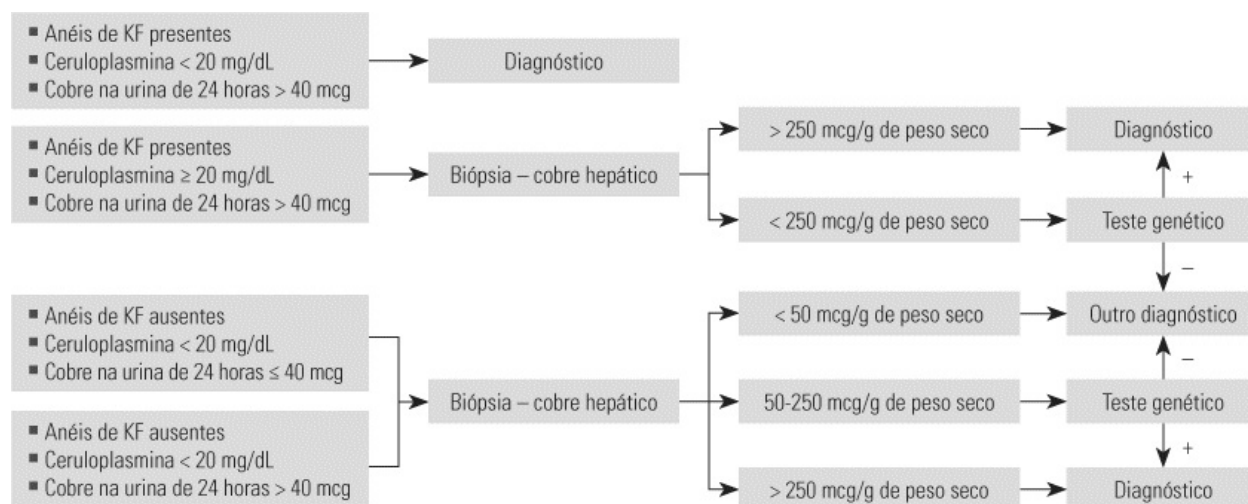 ▪ Anéis de KF presentes
▪ Ceruloplasmina < 20 mg/dL
▪ Cobre na urina de 24 horas > 40 mcg
Diagnóstico
▪ Anéis de KF presentes
▪ Ceruloplasmina ≥ 20 mg/dL
▪ Cobre na urina de 24 horas > 40 mcg
Biópsia – cobre hepático
> 250 mcg/g de peso seco
Diagnóstico
+
< 250 mcg/g de peso seco
Teste genético
–
▪ Anéis de KF ausentes
▪ Ceruloplasmina < 20 mg/dL
▪ Cobre na urina de 24 horas ≤ 40 mcg
▪ Anéis de KF ausentes
▪ Ceruloplasmina < 20 mg/dL
▪ Cobre na urina de 24 horas > 40 mcg
Biópsia – cobre hepático
< 50 mcg/g de peso seco
Outro diagnóstico
–
50-250 mcg/g de peso seco
Teste genético
+
> 250 mcg/g de peso seco
Diagnóstico